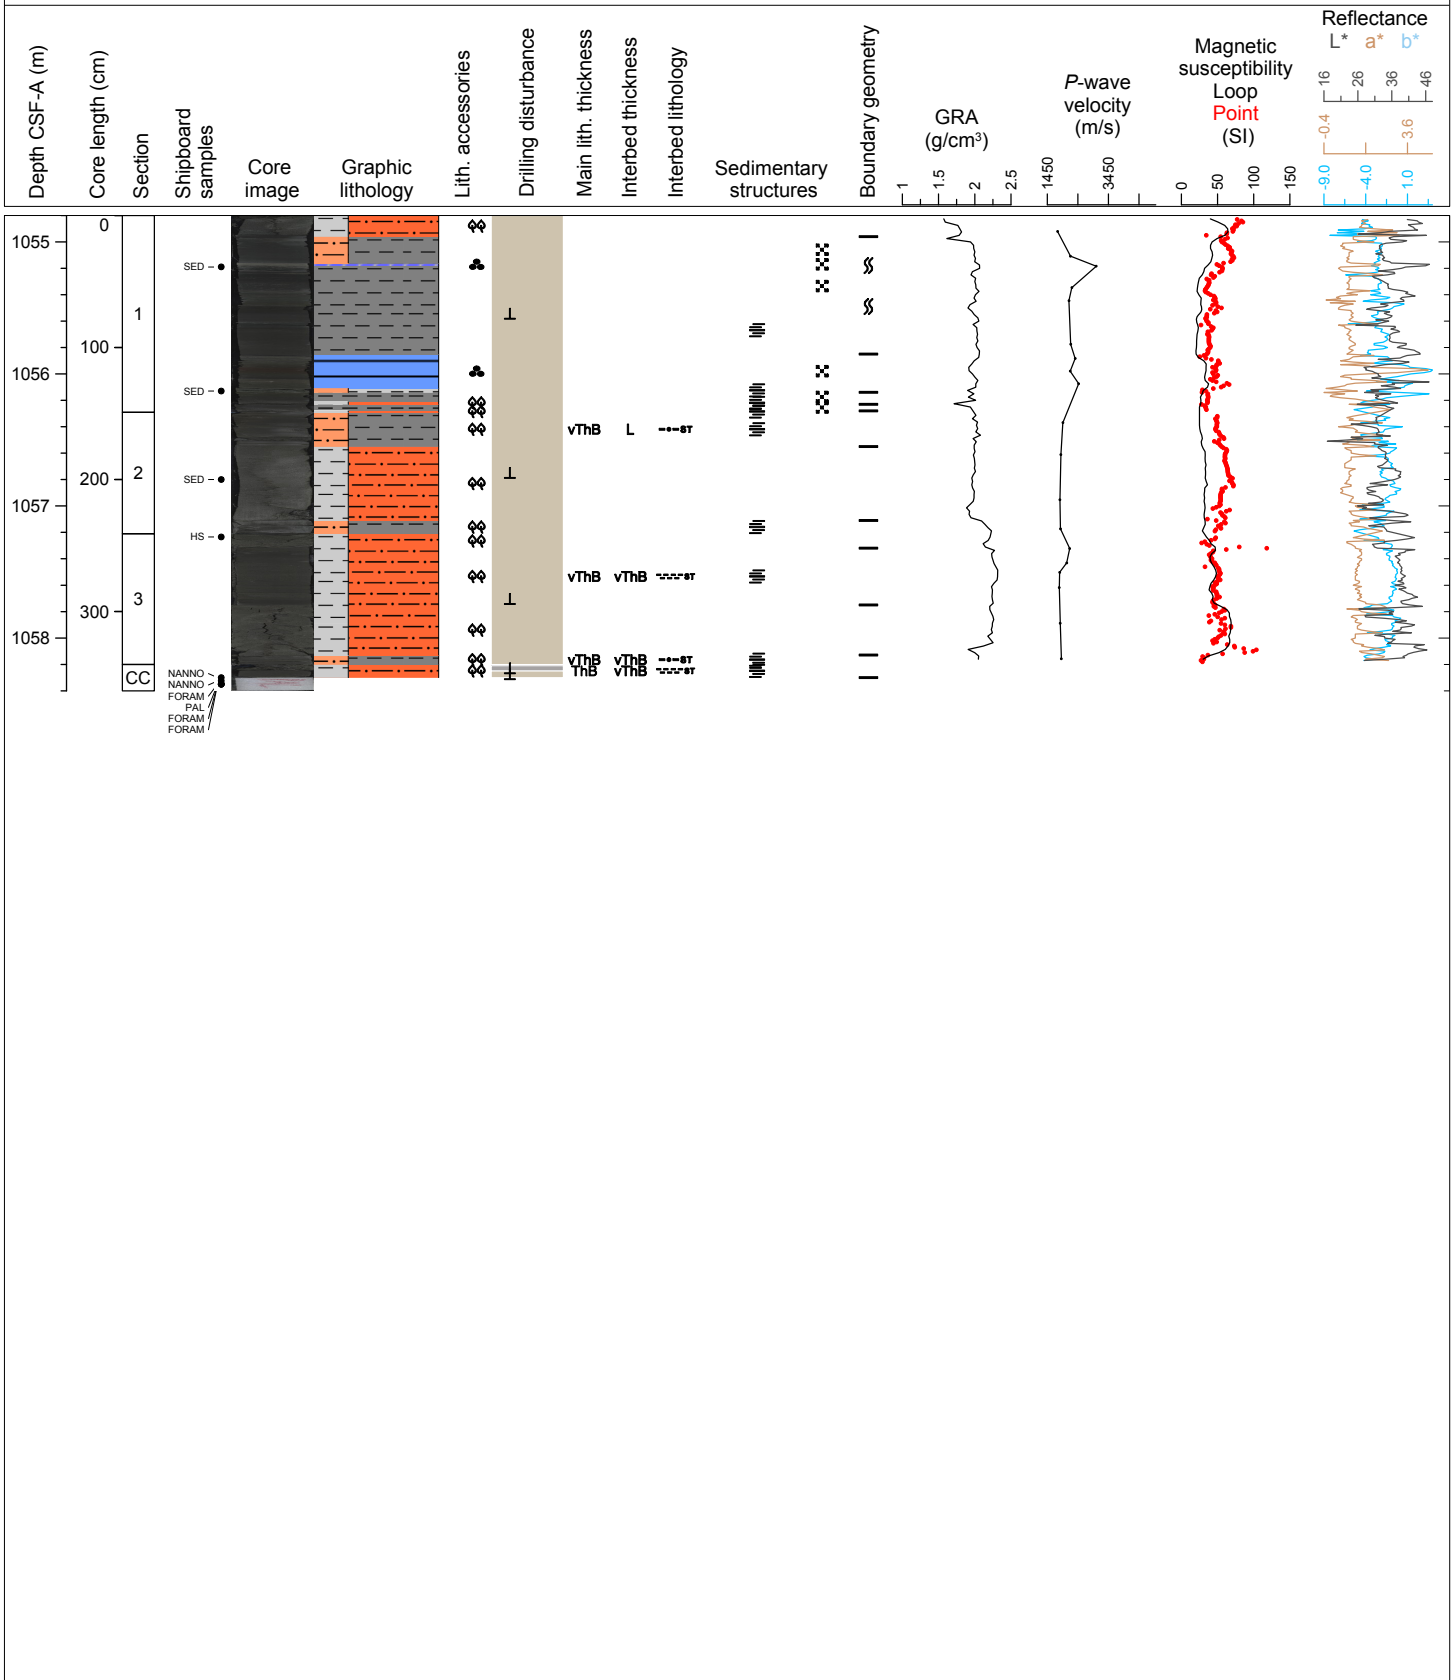 Depth CSF-A (m)
Core length (cm)
Section
Shipboard
samples
Core
image
Graphic
lithology
Lith. accessories
Drilling disturbance
Main lith. thickness
Interbed thickness
Interbed lithology
Sedimentary
structures
Boundary geometry
GRA
(g/cm³)
1
1.5
2
2.5
P-wave
velocity
(m/s)
1450
3450
Magnetic
susceptibility
Loop
Point
(SI)
0
50
100
150
Reflectance
L* a* b*
16
26
36
46
-0.4
3.6
-9.0
-4.0
1.0
0
1055
SED
1
100
1056
SED
vThB L ST
2
SED
200
1057
HS
vThB vThB ST
3
300
1058
vThB vThB ST
ThB vThB ST
CC
NANNO
NANNO
FORAM
PAL
FORAM
FORAM